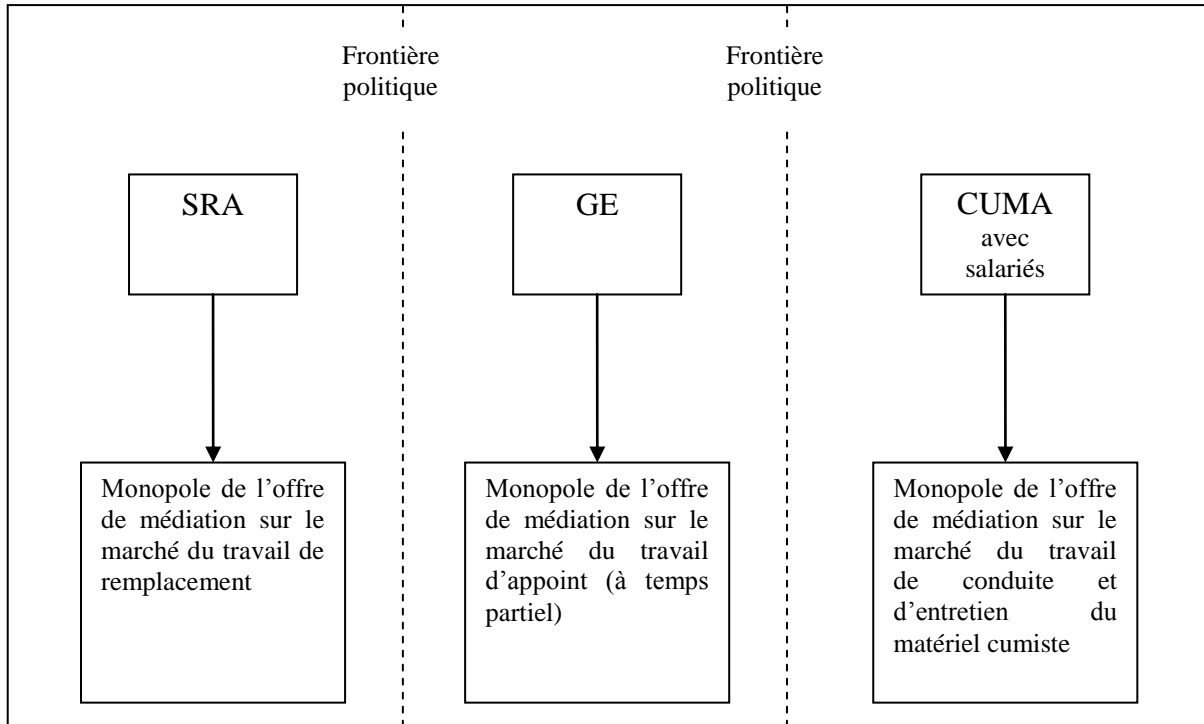 Frontière
politique
Frontière
politique
SRA
GE
CUMA
avec
salariés
Monopole de l’offre
de médiation sur le
marché du travail de
remplacement
Monopole de l’offre
de médiation sur le
marché du travail
d’appoint (à temps
partiel)
Monopole de l’offre
de médiation sur le
marché du travail
de conduite et
d’entretien du
matériel cumiste